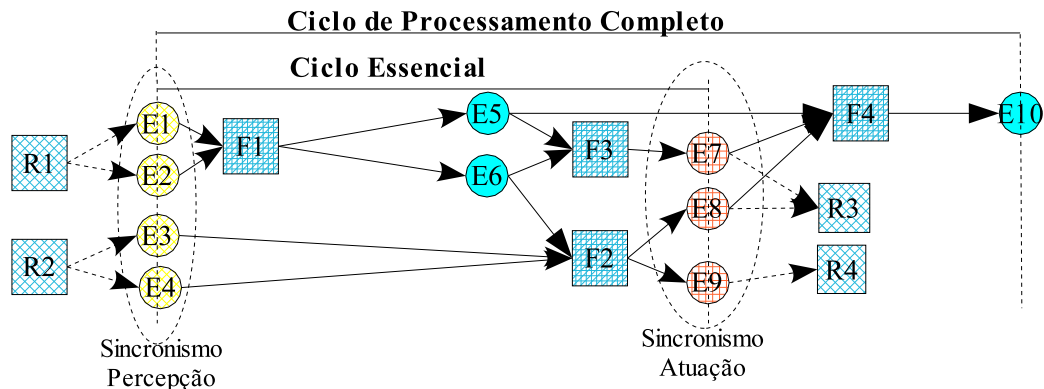 Ciclo de Processamento Completo
Ciclo Essencial
E1
E5
F4
E10
R1
F1
F3
E7
E2
E6
E8
R3
E3
R2
F2
R4
E4
E9
Sincronismo
Percepção
Sincronismo
Atuação